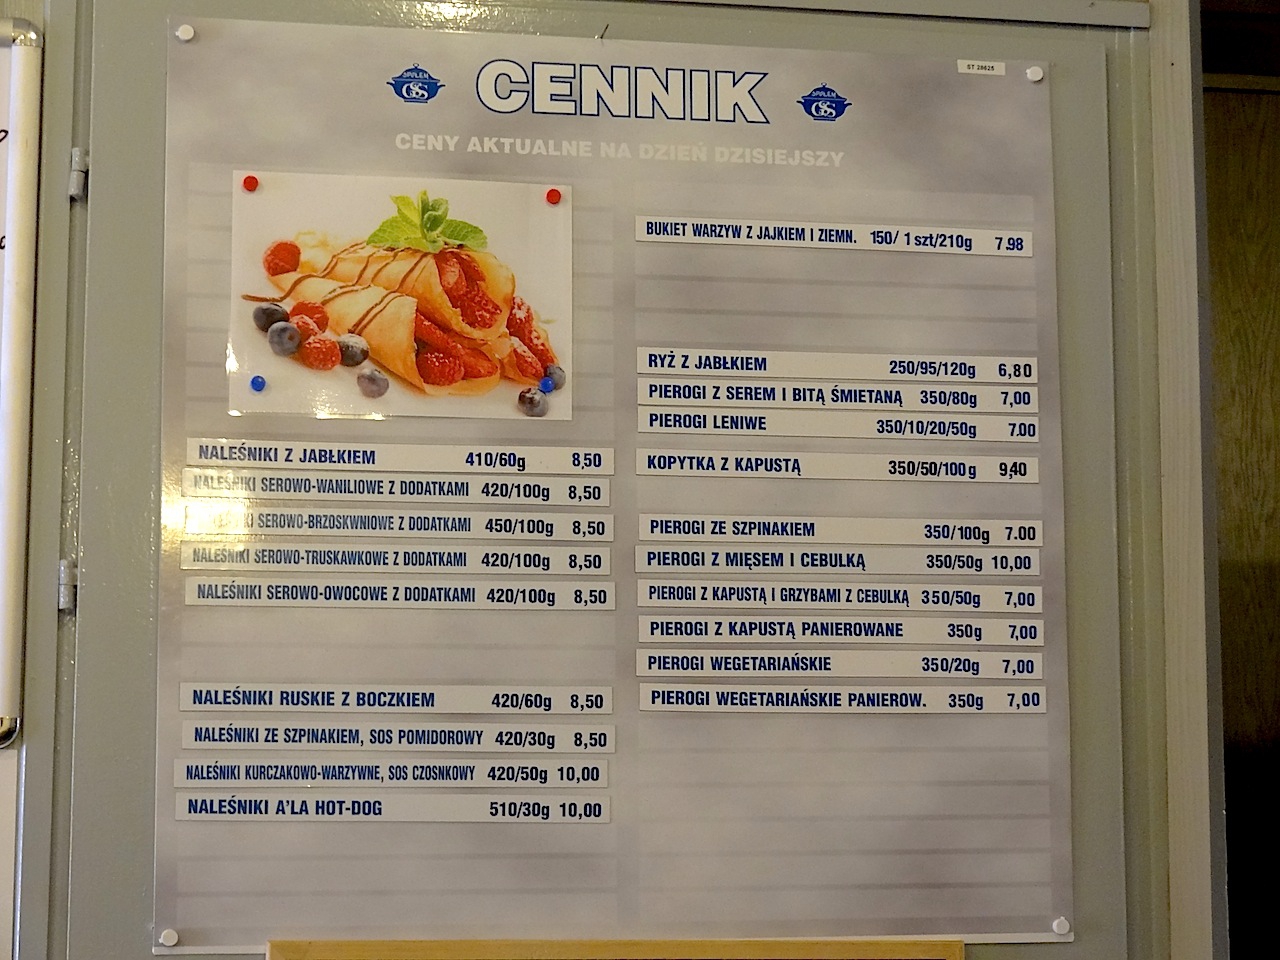 CENNIK
ST 28625
SPOŁEM
GSS
SPOŁEM
GSS
CENY AKTUALNE NA DZIEŃ DZISIEJSZY
NALEŚNIKI Z JABŁKIEM 410/60g 8,50
NALEŚNIKI SEROWO-WANILIOWE Z DODATKAMI 420/100g 8,50
SEROWO-BRZOSKWNIOWE Z DODATKAMI 450/100g 8,50
NALEŚNIKI SEROWO-TRUSKAWKOWE Z DODATKAMI 420/100g 8,50
NALEŚNIKI SEROWO-OWOCOWE Z DODATKAMI 420/100g 8,50
NALEŚNIKI RUSKIE Z BOCZKIEM 420/60g 8,50
NALEŚNIKI ZE SZPINAKIEM, SOS POMIDOROWY 420/30g 8,50
NALEŚNIKI KURCZAKOWO-WARZYWNE, SOS CZOSNKOWY 420/50g 10,00
NALEŚNIKI A'LA HOT-DOG 510/30g 10,00
BUKIET WARZYW Z JAJKIEM I ZIEMN. 150/ 1 szt/210g 7.98
RYŻ Z JABŁKIEM 250/95/120g 6,80
PIEROGI Z SEREM I BITĄ ŚMIETANĄ 350/80g 7,00
PIEROGI LENIWE 350/10/20/50g 7.00
KOPYTKA Z KAPUSTĄ 350/50/100g 9,40
PIEROGI ZE SZPINAKIEM 350/100g 7.00
PIEROGI Z MIĘSEM I CEBULKĄ 350/50g 10,00
PIEROGI Z KAPUSTĄ I GRZYBAMI Z CEBULKĄ 350/50g 7,00
PIEROGI Z KAPUSTĄ PANIEROWANE 350g 7,00
PIEROGI WEGETARIAŃSKIE 350/20g 7,00
PIEROGI WEGETARIAŃSKIE PANIEROW. 350g 7,00